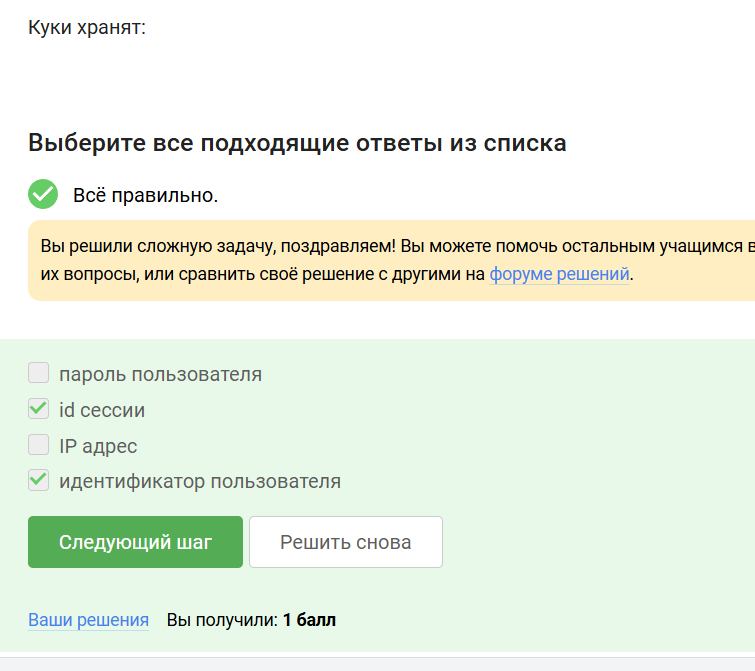 Куки хранят:
Выберите все подходящие ответы из списка
Всё правильно.
Вы решили сложную задачу, поздравляем! Вы можете помочь остальным учащимся в
их вопросы, или сравнить своё решение с другими на форуме решений.
пароль пользователя
id сессии
IP адрес
идентификатор пользователя
Следующий шаг Решить снова
Ваши решения Вы получили: 1 балл